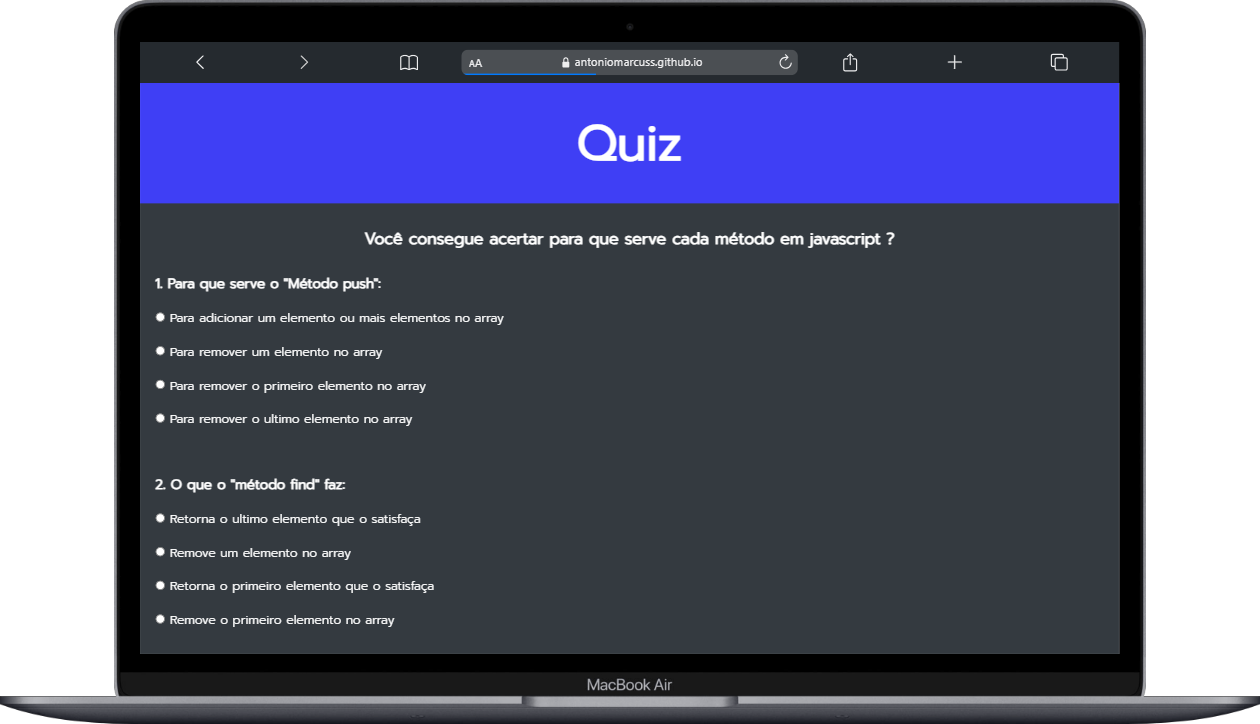 AA antoniomarcuss.github.io
Quiz
Você consegue acertar para que serve cada método em javascript ?
1. Para que serve o "Método push":
Para adicionar um elemento ou mais elementos no array
Para remover um elemento no array
Para remover o primeiro elemento no array
Para remover o ultimo elemento no array
2. O que o "método find" faz:
Retorna o ultimo elemento que o satisfaça
Remove um elemento no array
Retorna o primeiro elemento que o satisfaça
Remove o primeiro elemento no array
MacBook Air